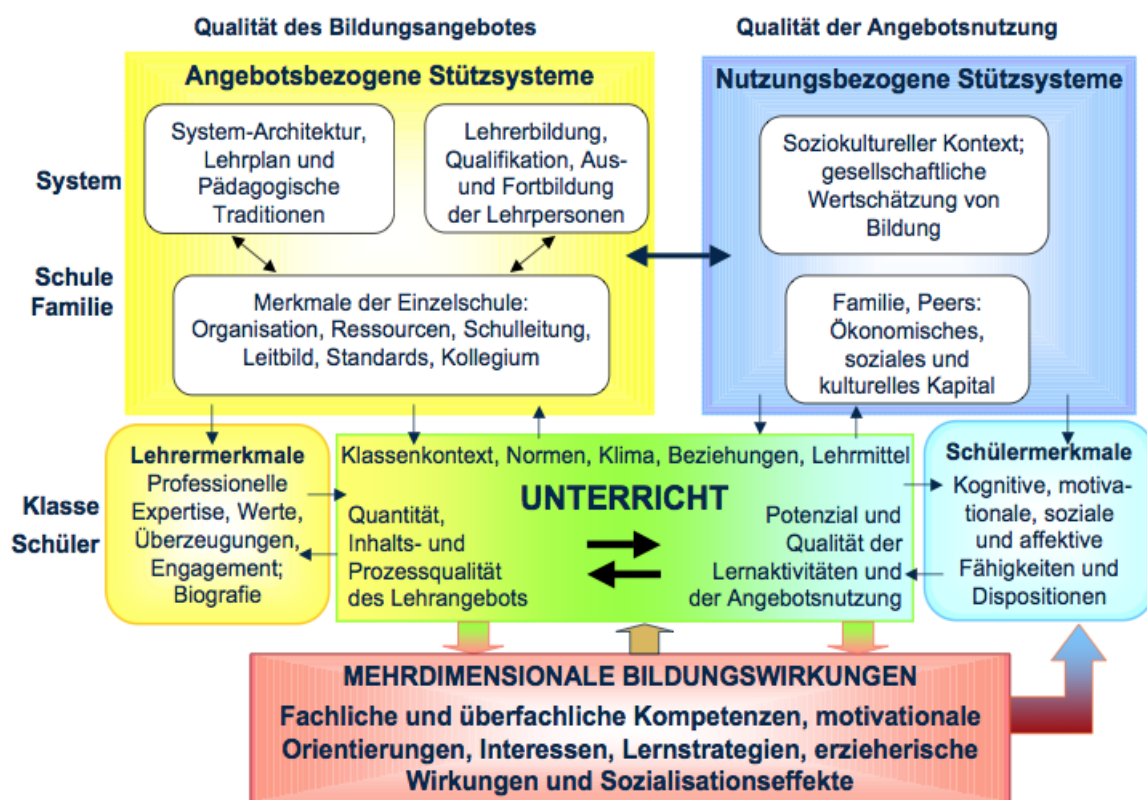 Qualität des Bildungsangebotes
Qualität der Angebotsnutzung
Angebotsbezogene Stützsysteme
Nutzungsbezogene Stützsysteme
System
System-Architektur,
Lehrplan und
Pädagogische
Traditionen
Lehrerbildung,
Qualifikation, Aus-
und Fortbildung
der Lehrpersonen
Soziokultureller Kontext;
gesellschaftliche
Wertschätzung von
Bildung
Schule
Familie
Merkmale der Einzelschule:
Organisation, Ressourcen, Schulleitung,
Leitbild, Standards, Kollegium
Familie, Peers:
Ökonomisches,
soziales und
kulturelles Kapital
Klasse
Schüler
Lehrermerkmale
Professionelle
Expertise, Werte,
Überzeugungen,
Engagement;
Biografie
Klassenkontext, Normen, Klima, Beziehungen, Lehrmittel
UNTERRICHT
Quantität,
Inhalts- und
Prozessqualität
des Lehrangebots
Potenzial und
Qualität der
Lernaktivitäten und
der Angebotsnutzung
Schülermerkmale
Kognitive, motiva-
tionale, soziale
und affektive
Fähigkeiten und
Dispositionen
MEHRDIMENSIONALE BILDUNGSWIRKUNGEN
Fachliche und überfachliche Kompetenzen, motivationale
Orientierungen, Interessen, Lernstrategien, erzieherische
Wirkungen und Sozialisationseffekte